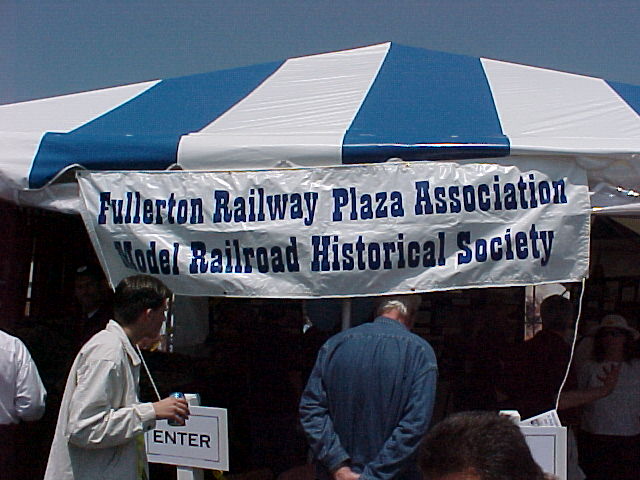 Fullerton Railway Plaza Association
Model Railroad Historical Society
ENTER